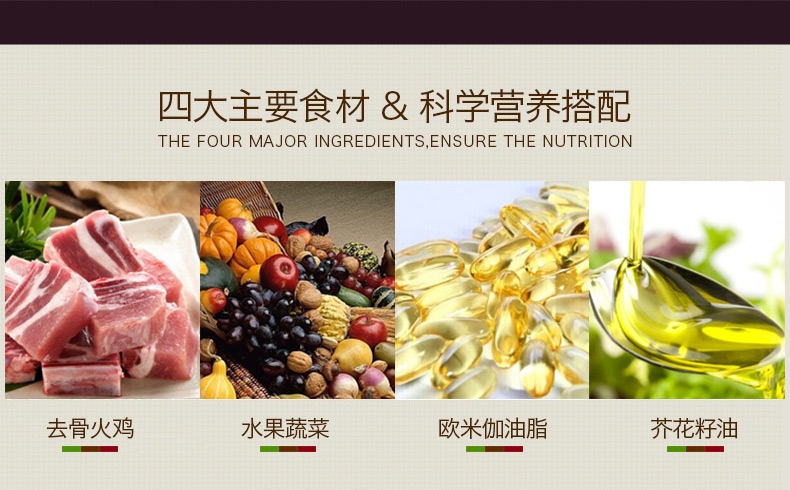 四大主要食材 & 科学营养搭配
THE FOUR MAJOR INGREDIENTS,ENSURE THE NUTRITION
去骨火鸡
水果蔬菜
欧米伽油脂
芥花籽油